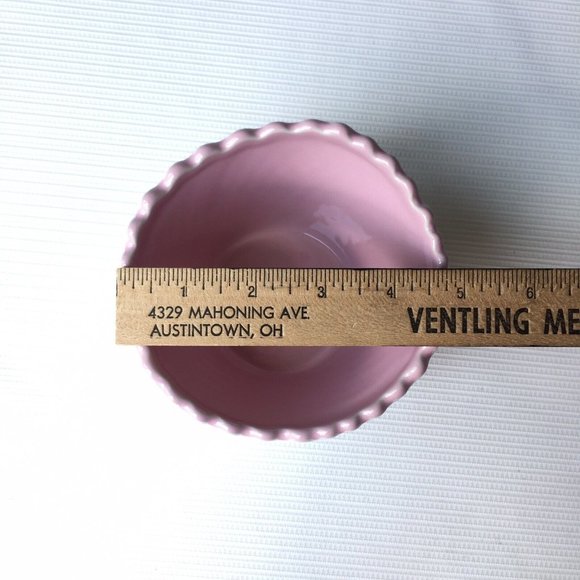 1 2 3 4 5 6
4329 MAHONING AVE.
AUSTINTOWN, OH
VENTLING ME